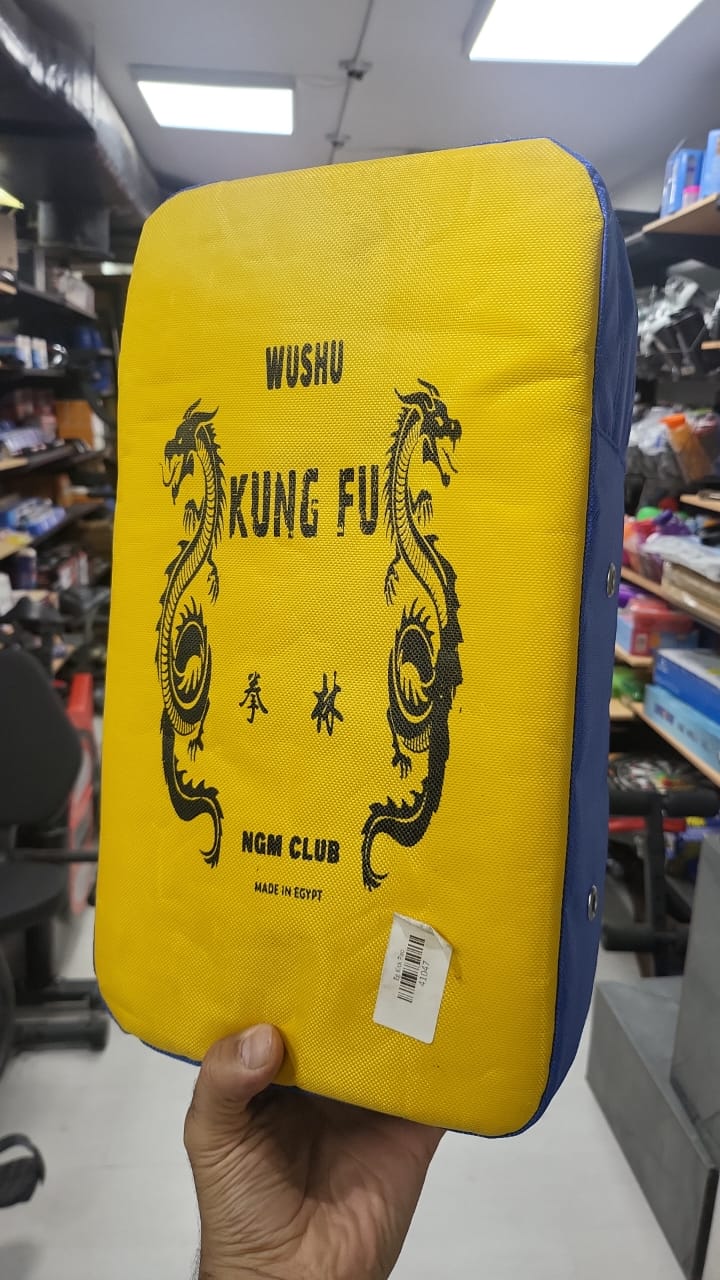 WUSHU
KUNG FU
拳 林
NGM CLUB
MADE IN EGYPT
41047